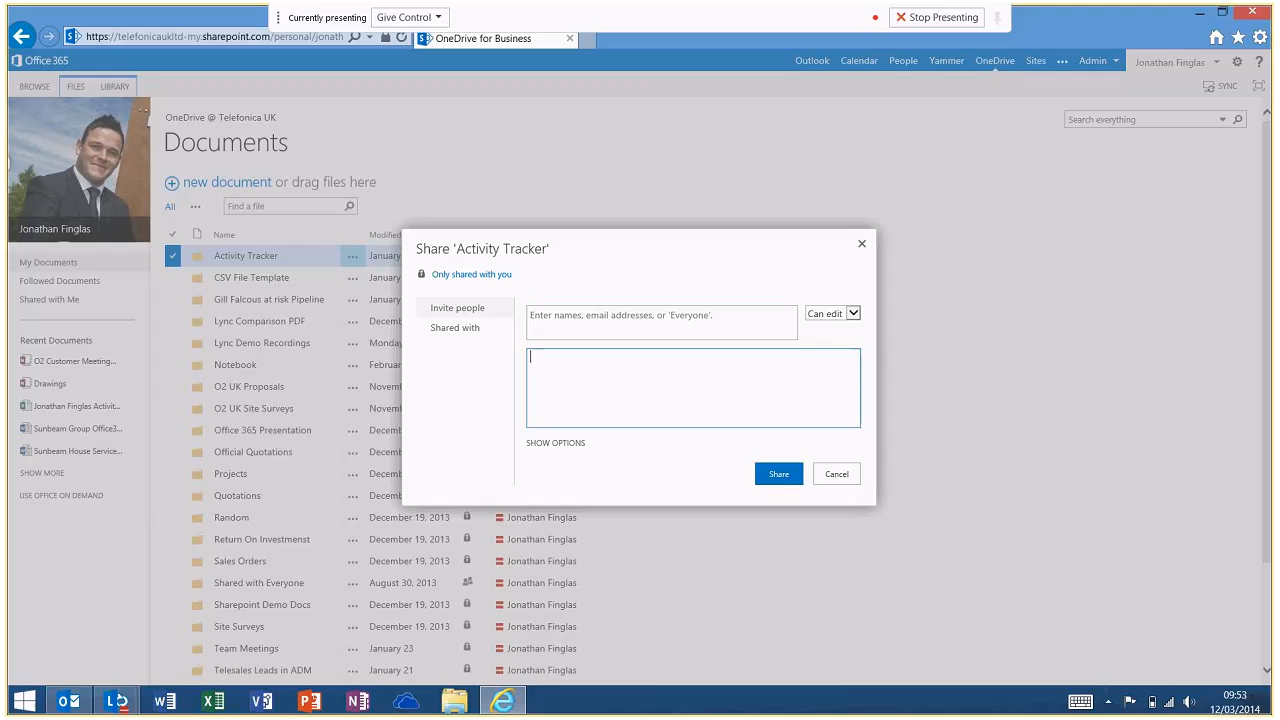 Currently presenting Give Control Stop Presenting
https://telefonicaukltd-my.sharepoint.com/personal/jonath
OneDrive for Business
Office 365
Outlook Calendar People Yammer OneDrive Sites ••• Admin Jonathan Finglas ?
BROWSE FILES LIBRARY
SYNC
OneDrive @ Telefonica UK
Search everything
Documents
new document or drag files here
All ••• Find a file
Jonathan Finglas
Name Modified
My Documents
Followed Documents
Shared with Me
Recent Documents
O2 Customer Meeting...
Drawings
Jonathan Finglas Activit...
Sunbeam Group Office3...
Sunbeam House Service...
SHOW MORE
USE OFFICE ON DEMAND
Activity Tracker ••• January
CSV File Template ••• January
Gill Falcous at risk Pipeline ••• January
Lync Comparison PDF ••• January
Lync Demo Recordings ••• Monday
Notebook ••• Februar
O2 UK Proposals ••• Novem
O2 UK Site Surveys ••• Novem
Office 365 Presentation ••• Decem
Official Quotations ••• Decem
Projects ••• Decem
Quotations ••• Decem
Random ••• December 19, 2013 Jonathan Finglas
Return On Investmenst ••• December 19, 2013 Jonathan Finglas
Sales Orders ••• December 19, 2013 Jonathan Finglas
Shared with Everyone ••• August 30, 2013 Jonathan Finglas
Sharepoint Demo Docs ••• December 19, 2013 Jonathan Finglas
Site Surveys ••• December 19, 2013 Jonathan Finglas
Team Meetings ••• January 23 Jonathan Finglas
Telesales Leads in ADM ••• January 21 Jonathan Finglas
Share 'Activity Tracker'
Only shared with you
Invite people
Shared with
Enter names, email addresses, or 'Everyone'.
Can edit
SHOW OPTIONS
Share Cancel
09:53
12/03/2014